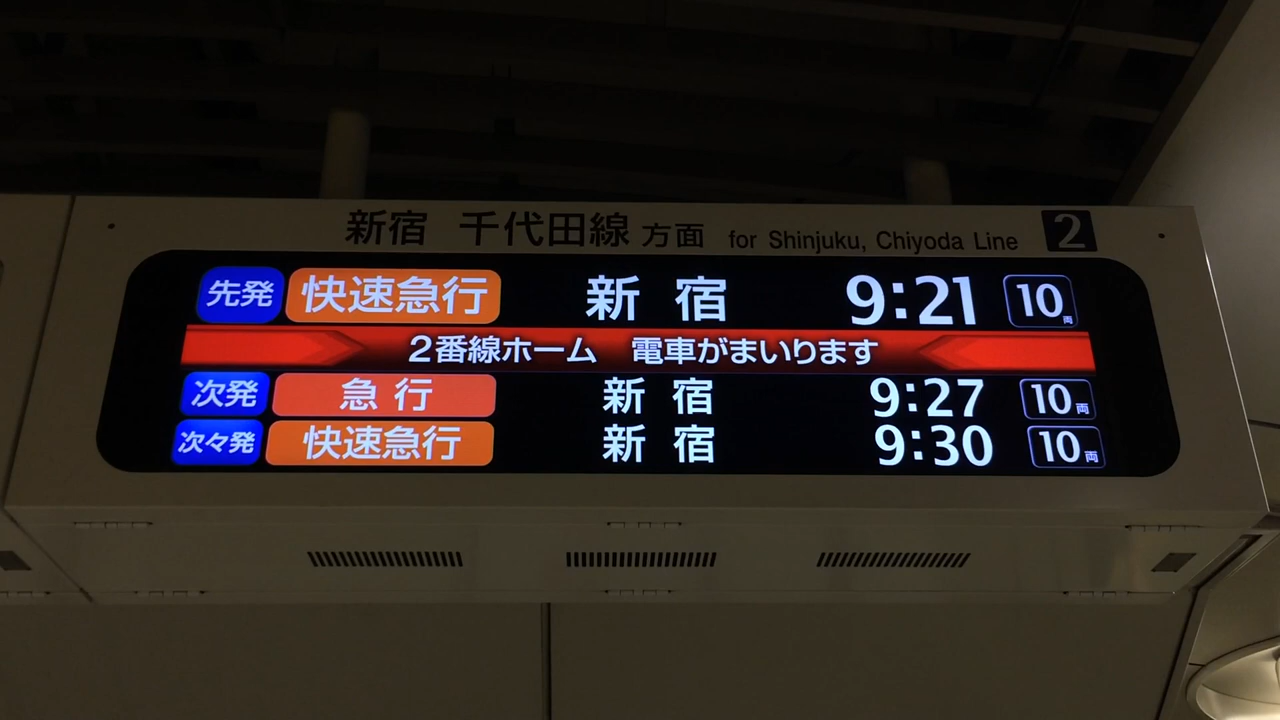 新宿 千代田線 方面 for Shinjuku, Chiyoda Line 2
先発 快速急行 新宿 9:21 10両
2番線ホーム 電車がまいります
次発 急行 新宿 9:27 10両
次々発 快速急行 新宿 9:30 10両